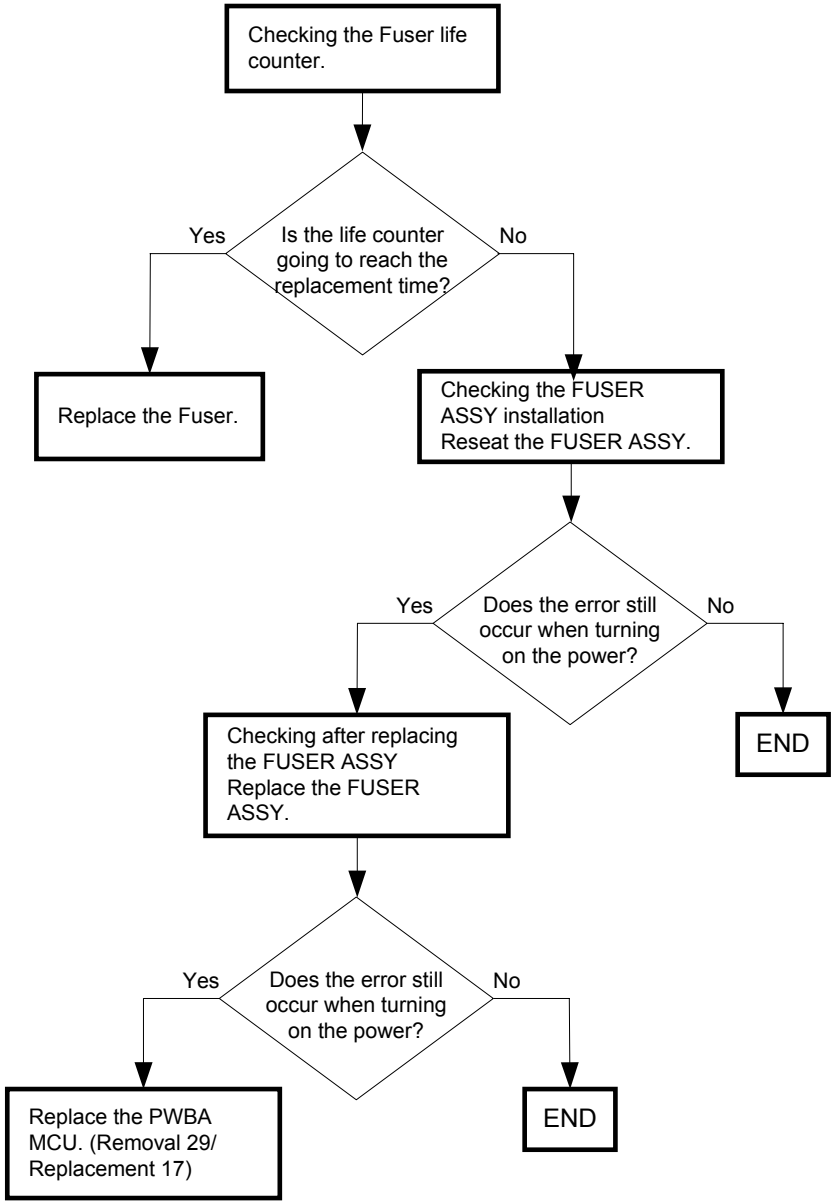 Checking the Fuser life
counter.
Yes
Is the life counter
going to reach the
replacement time?
No
Replace the Fuser.
Checking the FUSER
ASSY installation
Reseat the FUSER ASSY.
Yes
Does the error still
occur when turning
on the power?
No
Checking after replacing
the FUSER ASSY
Replace the FUSER
ASSY.
END
Yes
Does the error still
occur when turning
on the power?
No
Replace the PWBA
MCU. (Removal 29/
Replacement 17)
END